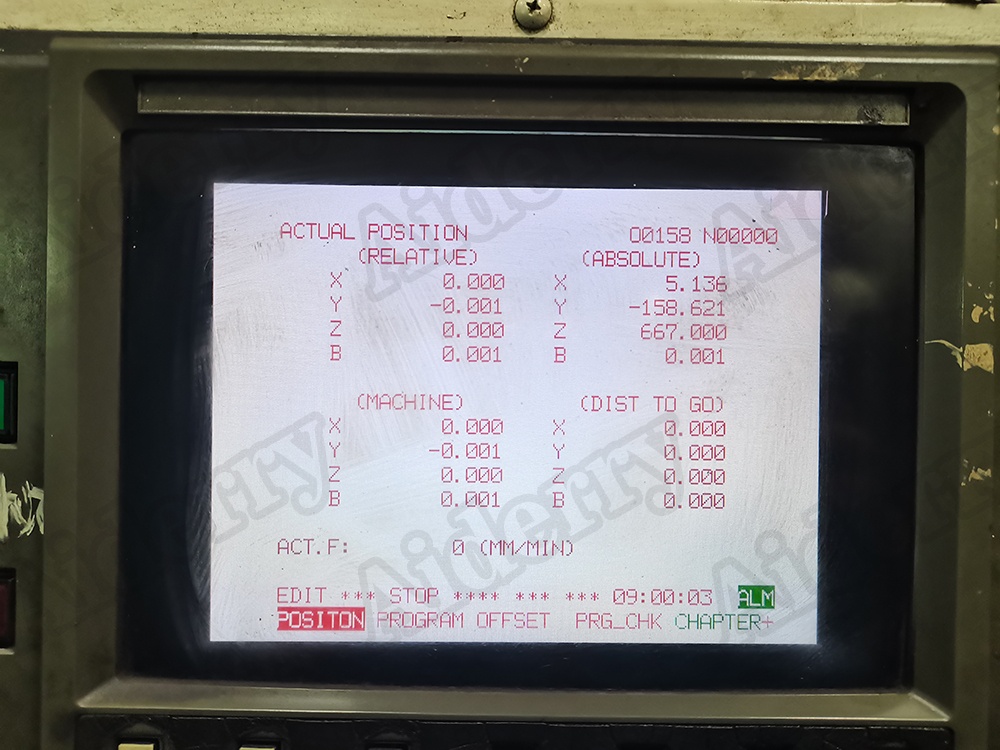 ACTUAL POSITION O0158 N00000
(RELATIVE) (ABSOLUTE)
X 0.000 X 5.136
Y -0.001 Y -158.621
Z 0.000 Z 667.000
B 0.001 B 0.001
(MACHINE) (DIST TO GO)
X 0.000 X 0.000
Y -0.001 Y 0.000
Z 0.000 Z 0.000
B 0.001 B 0.000
ACT.F: 0 (MM/MIN)
EDIT *** STOP **** *** *** 09:00:03 ALM
POSITON PROGRAM OFFSET PRG_CHK CHAPTER+
Aiderry